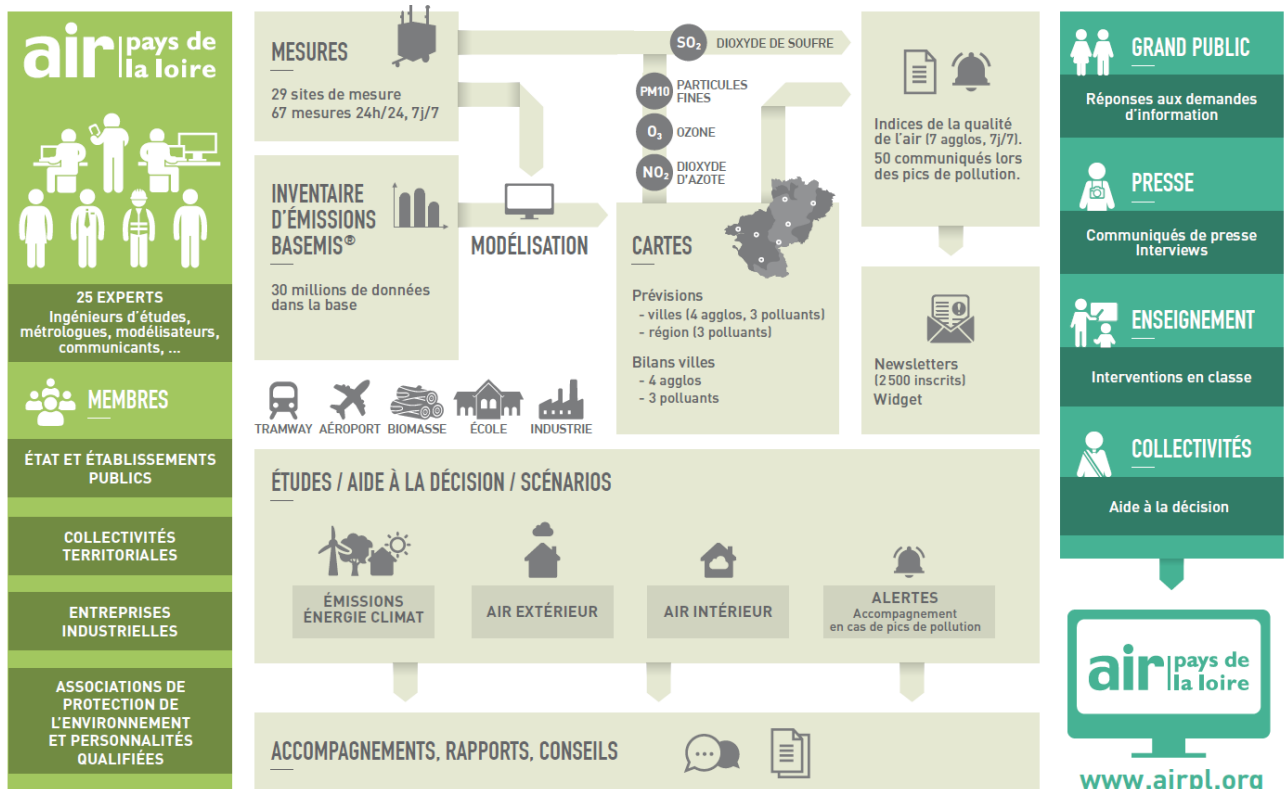 air pays de
la loire
25 EXPERTS
Ingénieurs d'études,
métrologues, modélisateurs,
communicants, ...
MEMBRES
ÉTAT ET ÉTABLISSEMENTS
PUBLICS
COLLECTIVITÉS
TERRITORIALES
ENTREPRISES
INDUSTRIELLES
ASSOCIATIONS DE
PROTECTION DE
L'ENVIRONNEMENT
ET PERSONNALITÉS
QUALIFIÉES
MESURES
29 sites de mesure
67 mesures 24h/24, 7j/7
INVENTAIRE
D'ÉMISSIONS
BASEMIS®
30 millions de données
dans la base
MODÉLISATION
SO₂ DIOXYDE DE SOUFRE
PM10 PARTICULES
FINES
O₃ OZONE
NO₂ DIOXYDE
D'AZOTE
CARTES
Prévisions
- villes (4 agglos, 3 polluants)
- région (3 polluants)
Bilans villes
- 4 agglos
- 3 polluants
Indices de la qualité
de l'air (7 agglos, 7j/7).
50 communiqués lors
des pics de pollution.
Newsletters
(2 500 inscrits)
Widget
TRAMWAY AÉROPORT BIOMASSE ÉCOLE INDUSTRIE
ÉTUDES / AIDE À LA DÉCISION / SCÉNARIOS
ÉMISSIONS
ÉNERGIE CLIMAT
AIR EXTÉRIEUR
AIR INTÉRIEUR
ALERTES
Accompagnement
en cas de pics de pollution
ACCOMPAGNEMENTS, RAPPORTS, CONSEILS
GRAND PUBLIC
Réponses aux demandes
d'information
PRESSE
Communiqués de presse
Interviews
ENSEIGNEMENT
Interventions en classe
COLLECTIVITÉS
Aide à la décision
air pays de
la loire
www.airpl.org